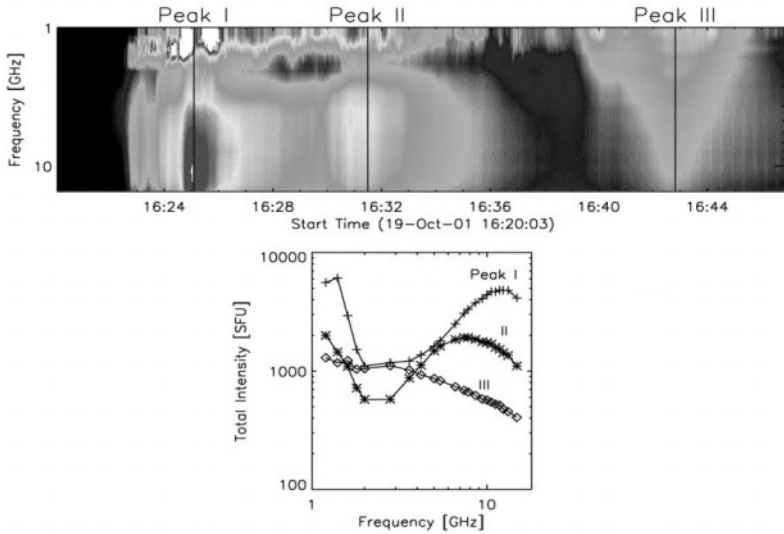 Peak I Peak II Peak III
1
10
Frequency [GHz]
16:24 16:28 16:32 16:36 16:40 16:44
Start Time (19-Oct-01 16:20:03)
10000
1000
100
Total Intensity [SFU]
Peak I
II
III
1 10
Frequency [GHz]